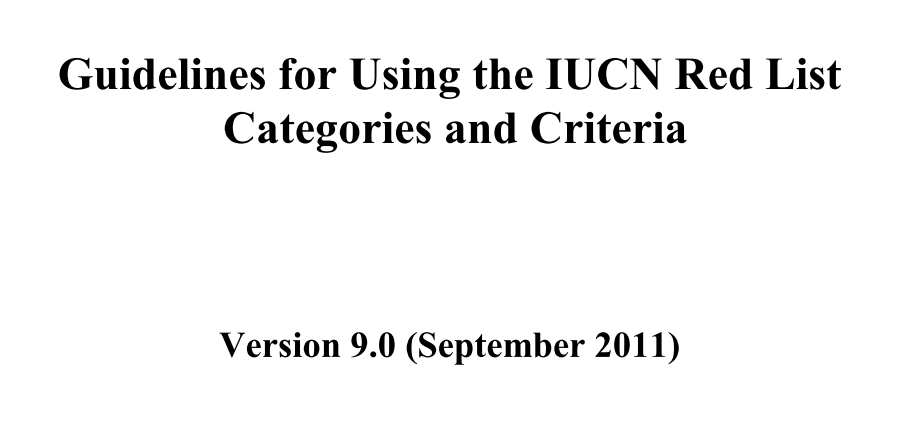 Guidelines for Using the IUCN Red List
Categories and Criteria
Version 9.0 (September 2011)